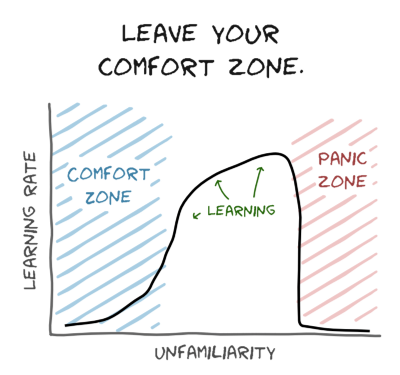 LEAVE YOUR
COMFORT ZONE.
LEARNING RATE
COMFORT
ZONE
LEARNING
PANIC
ZONE
UNFAMILIARITY